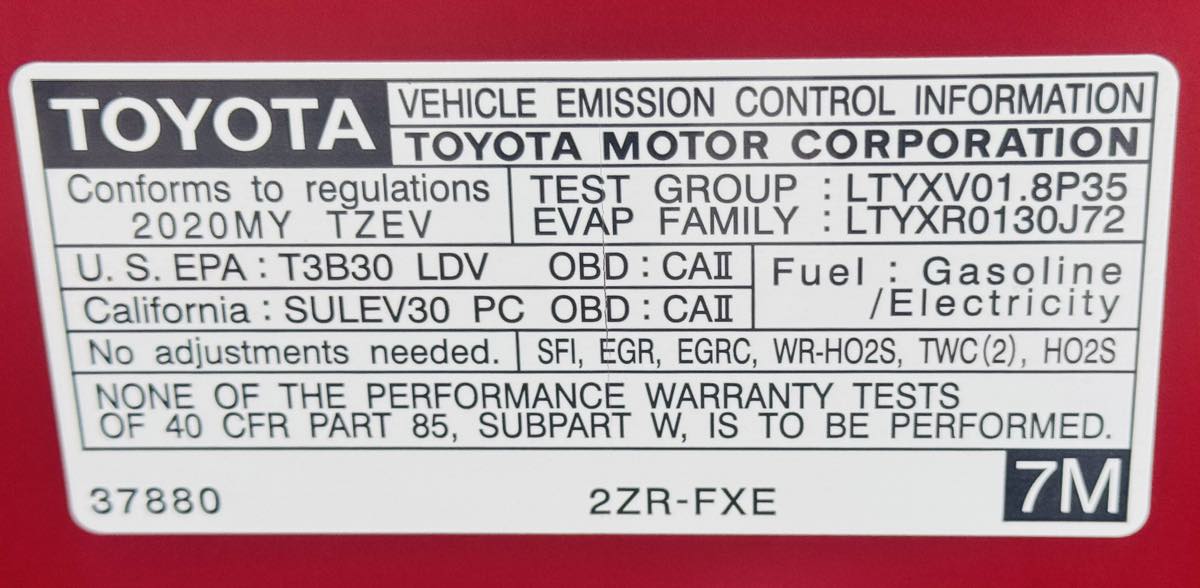 TOYOTA
VEHICLE EMISSION CONTROL INFORMATION
TOYOTA MOTOR CORPORATION
Conforms to regulations
2020MY TZEV
TEST GROUP : LTYXV01.8P35
EVAP FAMILY : LTYXR0130J72
U. S. EPA : T3B30 LDV OBD : CAⅡ
California : SULEV30 PC OBD : CAⅡ
Fuel : Gasoline
/Electricity
No adjustments needed.
SFI, EGR, EGRC, WR-HO2S, TWC(2), HO2S
NONE OF THE PERFORMANCE WARRANTY TESTS
OF 40 CFR PART 85, SUBPART W, IS TO BE PERFORMED.
37880
2ZR-FXE
7M